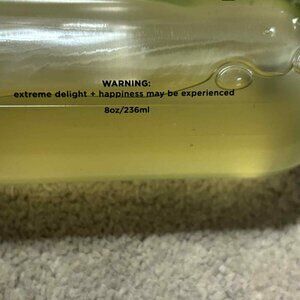 WARNING:
extreme delight + happiness may be experienced
8oz/236ml